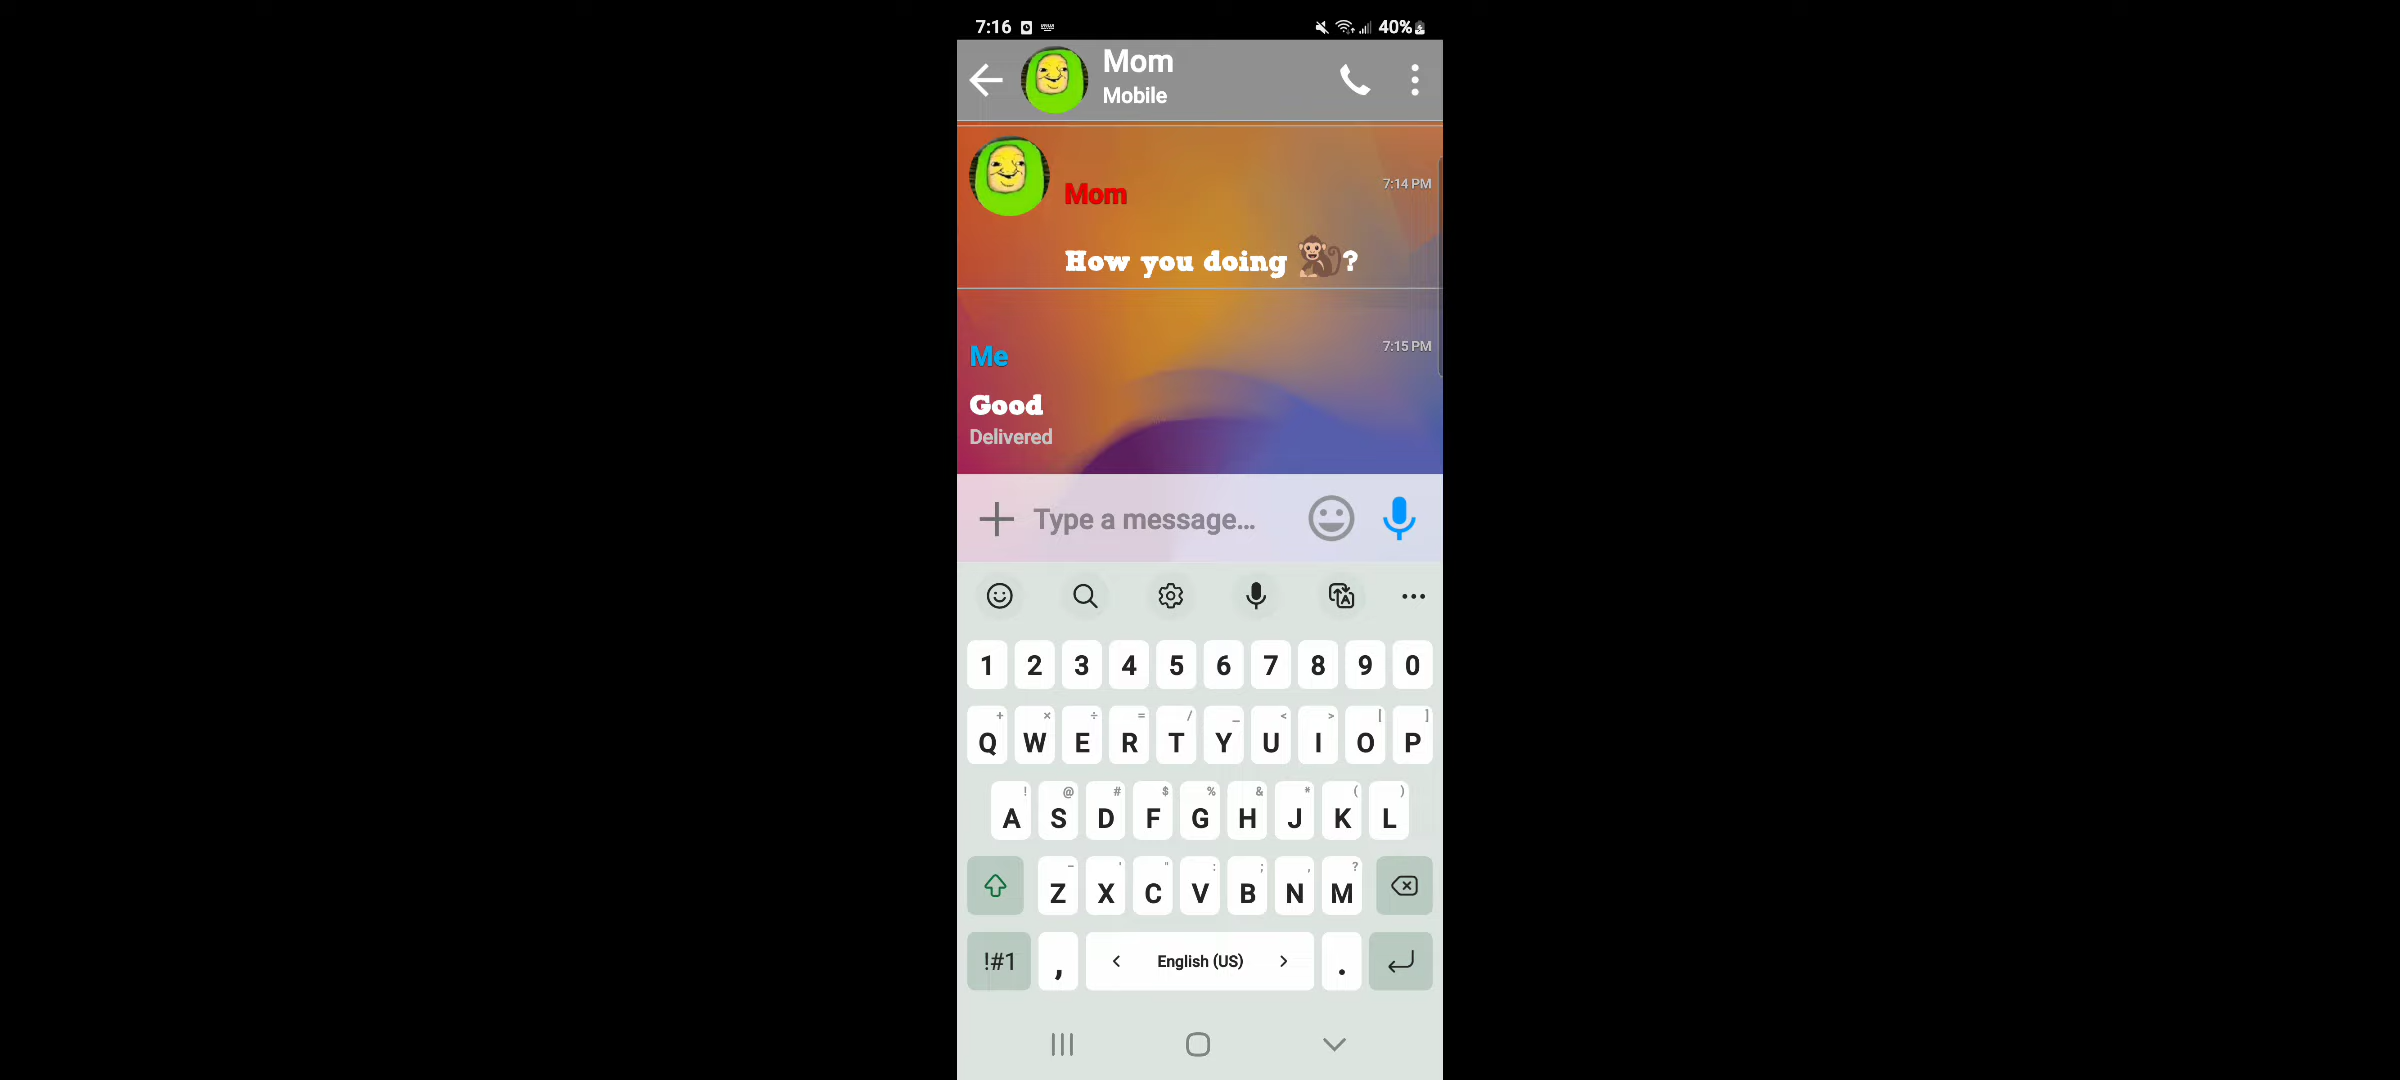 7:16 40%
Mom
Mobile
Mom 7:14 PM
How you doing 🐒?
Me 7:15 PM
Good
Delivered
Type a message...
1 2 3 4 5 6 7 8 9 0
+ × ÷ = / _ < > [ ]
Q W E R T Y U I O P
! @ # $ % & * ( )
A S D F G H J K L
- ' " : ; , ?
Z X C V B N M
!#1 , < English (US) > .